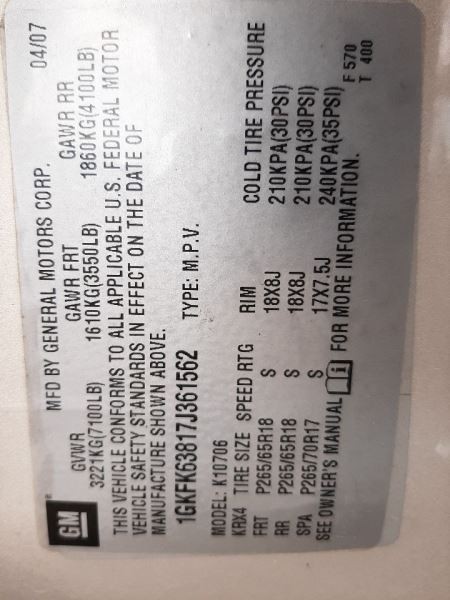 GM
MFD BY GENERAL MOTORS CORP. 04/07
GVWR GAWR FRT GAWR RR
3221KG(7100LB) 1610KG(3550LB) 1860KG(4100LB)
THIS VEHICLE CONFORMS TO ALL APPLICABLE U.S. FEDERAL MOTOR
VEHICLE SAFETY STANDARDS IN EFFECT ON THE DATE OF
MANUFACTURE SHOWN ABOVE.
1GKFK63817J361562 TYPE: M.P.V.
MODEL: K10706
KRX4 TIRE SIZE SPEED RTG RIM COLD TIRE PRESSURE
FRT P265/65R18 S 18X8J 210KPA(30PSI)
RR P265/65R18 S 18X8J 210KPA(30PSI)
SPA P265/70R17 S 17X7.5J 240KPA(35PSI)
SEE OWNER'S MANUAL i FOR MORE INFORMATION.
F 570
T 400